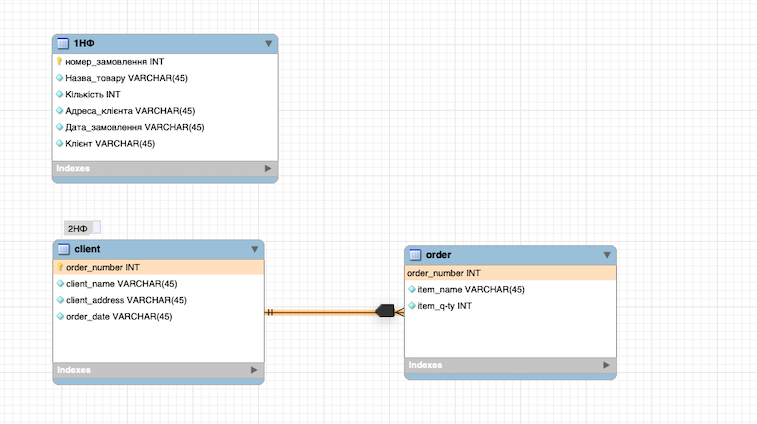 1НФ
номер_замовлення INT
Назва_товару VARCHAR(45)
Кількість INT
Адреса_клієнта VARCHAR(45)
Дата_замовлення VARCHAR(45)
Клієнт VARCHAR(45)
Indexes
2НФ
client
order_number INT
client_name VARCHAR(45)
client_address VARCHAR(45)
order_date VARCHAR(45)
Indexes
order
order_number INT
item_name VARCHAR(45)
item_q-ty INT
Indexes